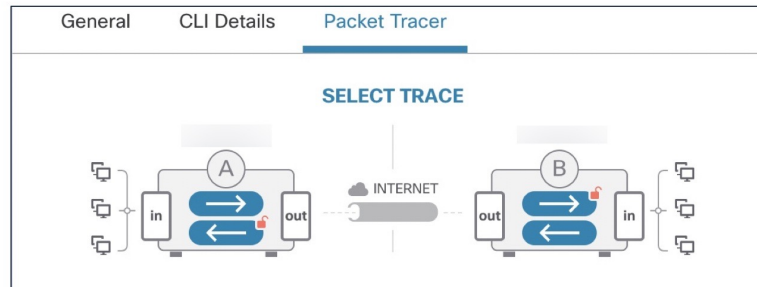 General CLI Details Packet Tracer
SELECT TRACE
A B
INTERNET
in out out in